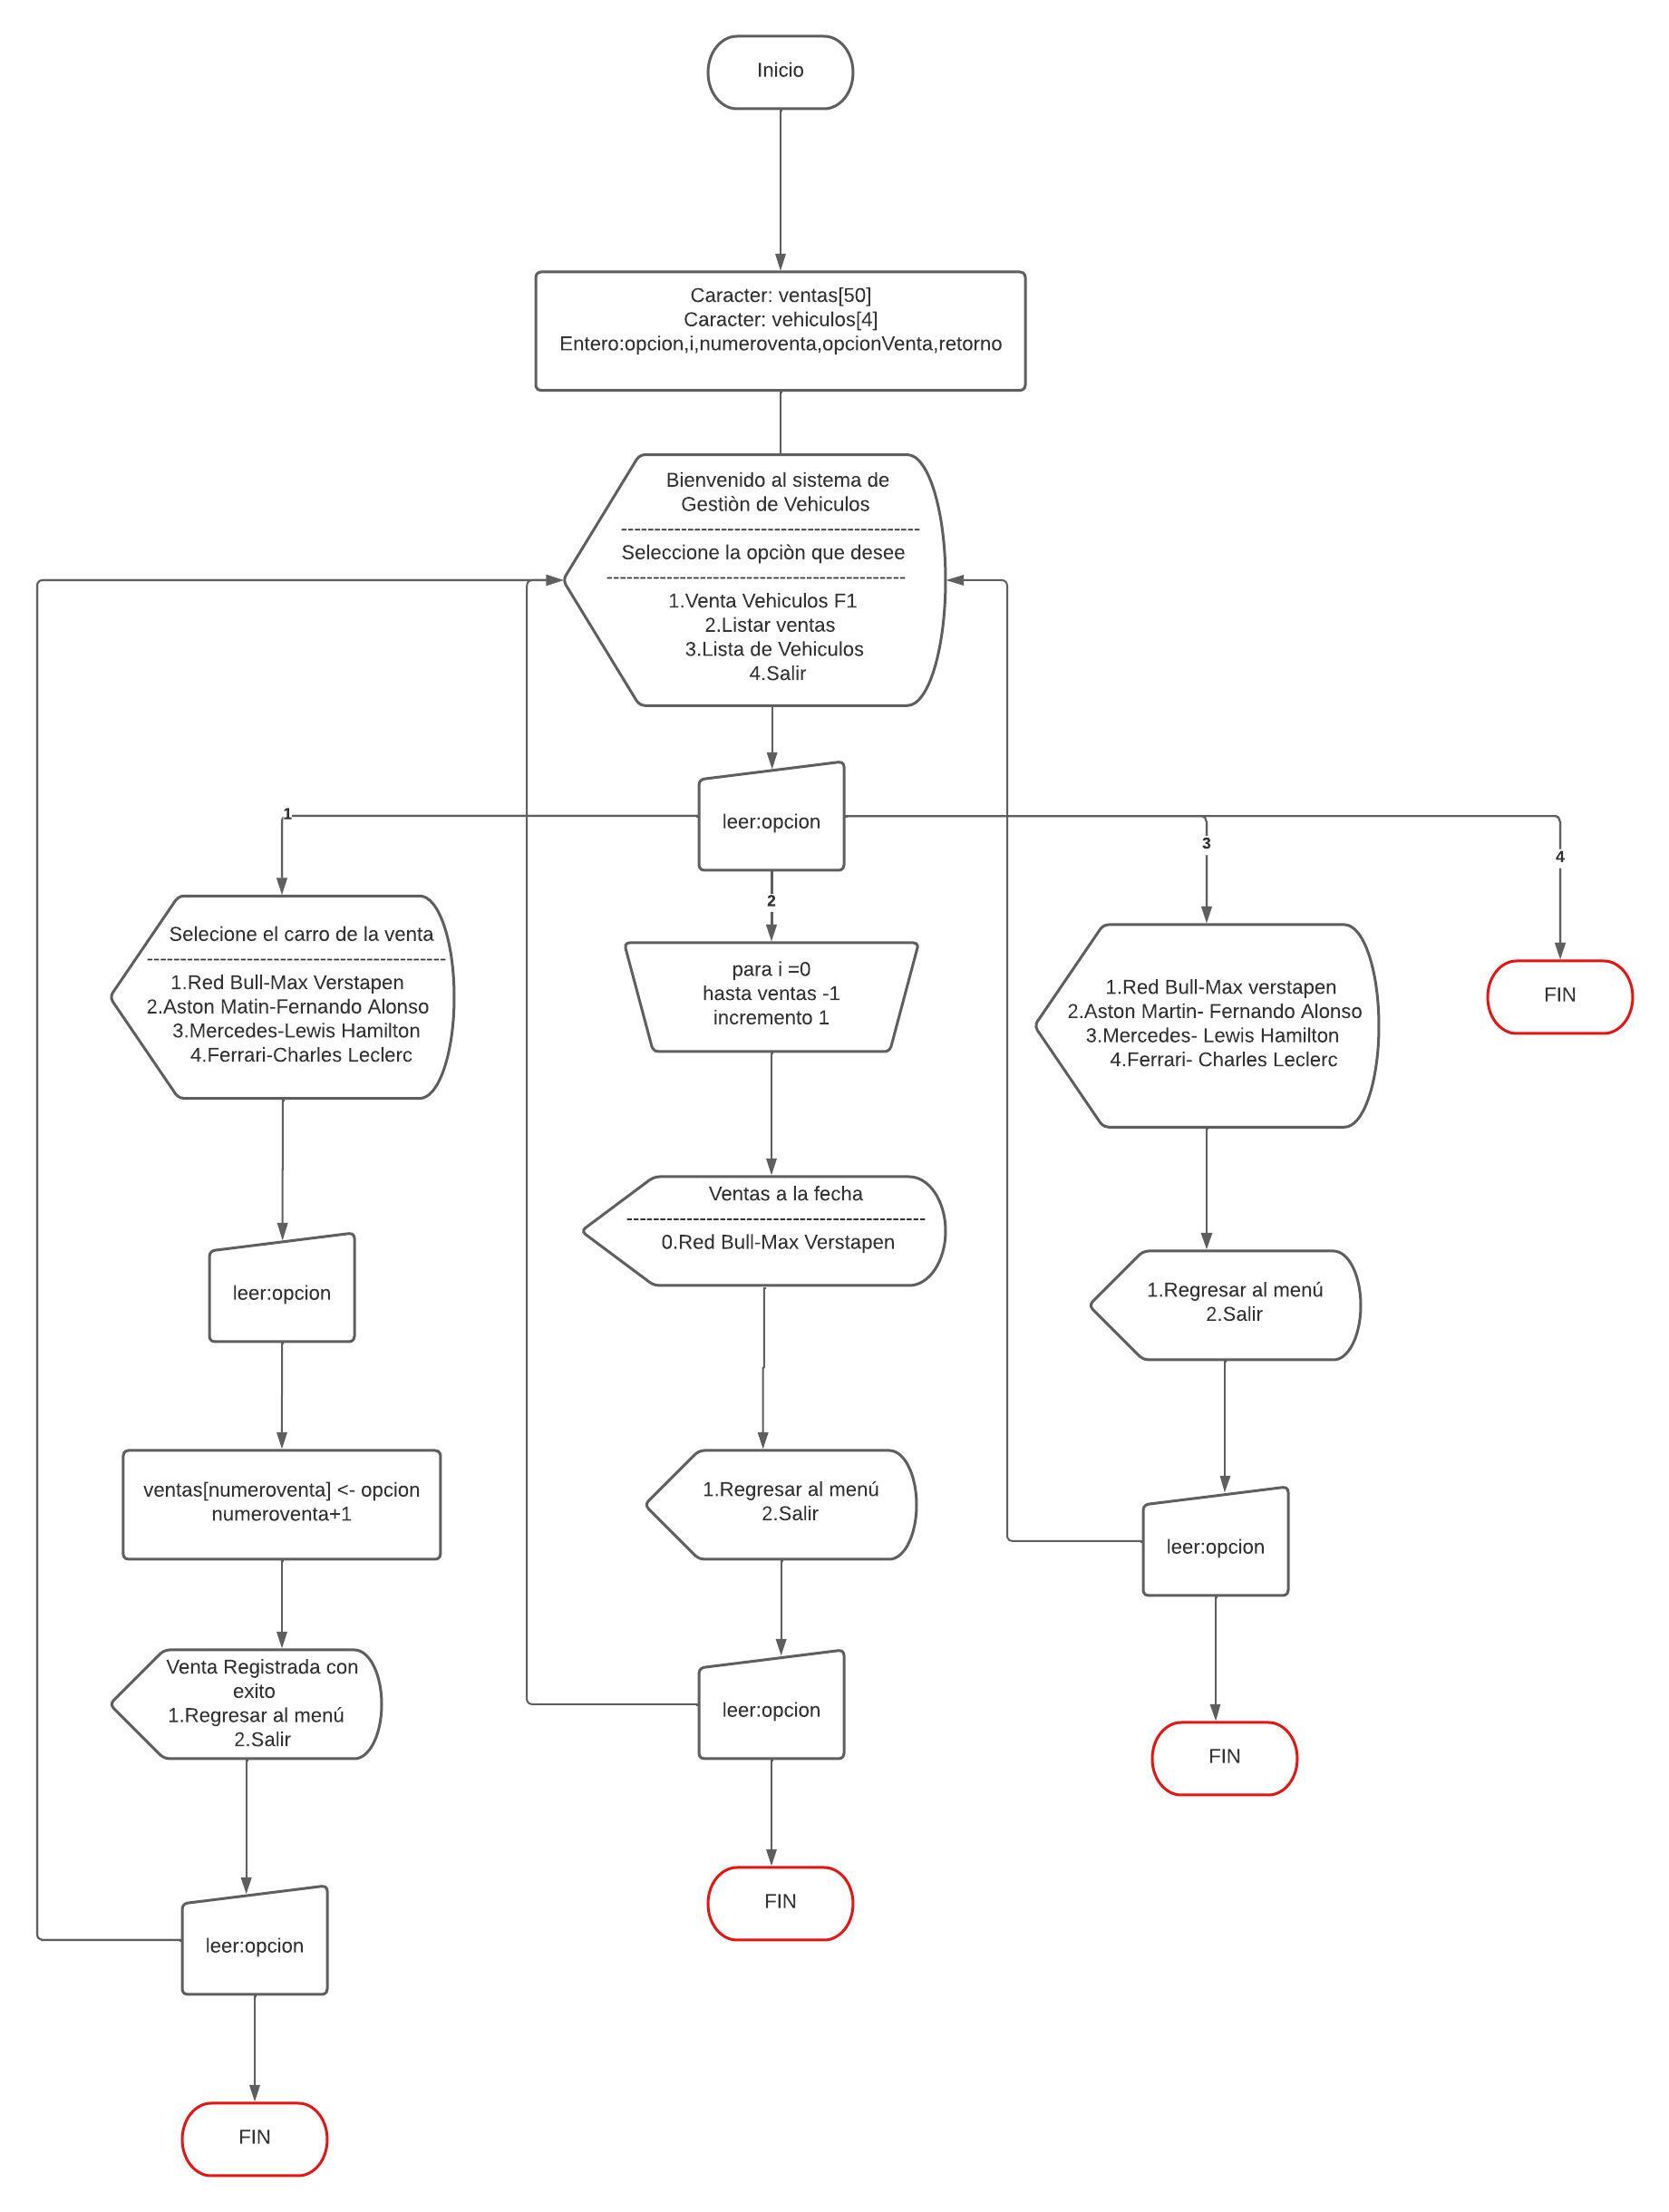 Inicio
Caracter: ventas[50]
Caracter: vehiculos[4]
Entero:opcion,i,numeroventa,opcionVenta,retorno
Bienvenido al sistema de
Gestiòn de Vehiculos
---------------------------------------------
Seleccione la opciòn que desee
---------------------------------------------
1.Venta Vehiculos F1
2.Listar ventas
3.Lista de Vehiculos
4.Salir
leer:opcion
1
2
3
4
Selecione el carro de la venta
---------------------------------------------
1.Red Bull-Max Verstapen
2.Aston Matin-Fernando Alonso
3.Mercedes-Lewis Hamilton
4.Ferrari-Charles Leclerc
leer:opcion
ventas[numeroventa] <- opcion
numeroventa+1
Venta Registrada con
exito
1.Regresar al menú
2.Salir
leer:opcion
FIN
para i =0
hasta ventas -1
incremento 1
Ventas a la fecha
---------------------------------------------
0.Red Bull-Max Verstapen
1.Regresar al menú
2.Salir
leer:opcion
FIN
1.Red Bull-Max verstapen
2.Aston Martin- Fernando Alonso
3.Mercedes- Lewis Hamilton
4.Ferrari- Charles Leclerc
1.Regresar al menú
2.Salir
leer:opcion
FIN
FIN